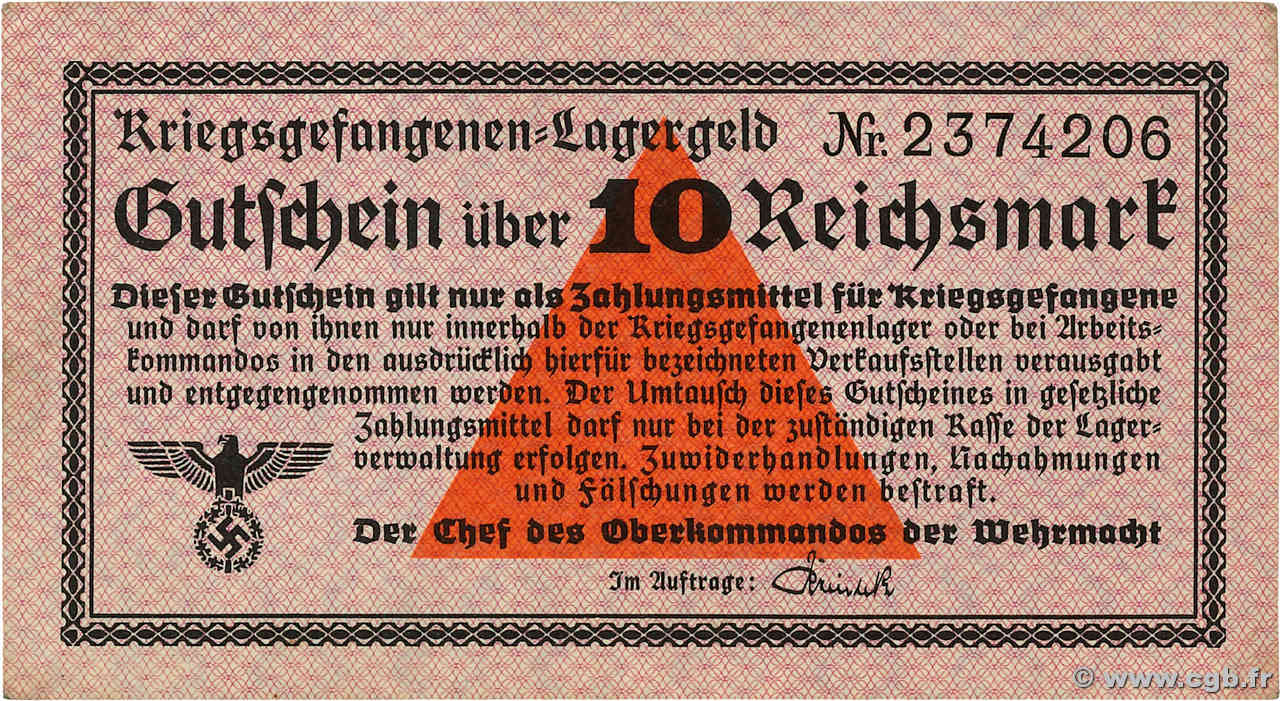 Kriegsgefangenen-Lagergeld Nr. 2374206
Gutschein über 10 Reichsmark
Dieser Gutschein gilt nur als Zahlungsmittel für Kriegsgefangene
und darf von ihnen nur innerhalb der Kriegsgefangenenlager oder bei Arbeits-
kommandos in den ausdrücklich hierfür bezeichneten Verkaufsstellen verausgabt
und entgegengenommen werden. Der Umtausch dieses Gutscheines in gesetzliche
Zahlungsmittel darf nur bei der zuständigen Kasse der Lager-
verwaltung erfolgen. Zuwiderhandlungen, Nachahmungen
und Fälschungen werden bestraft.
Der Chef des Oberkommandos der Wehrmacht
Im Auftrage:
© www.cgb.fr